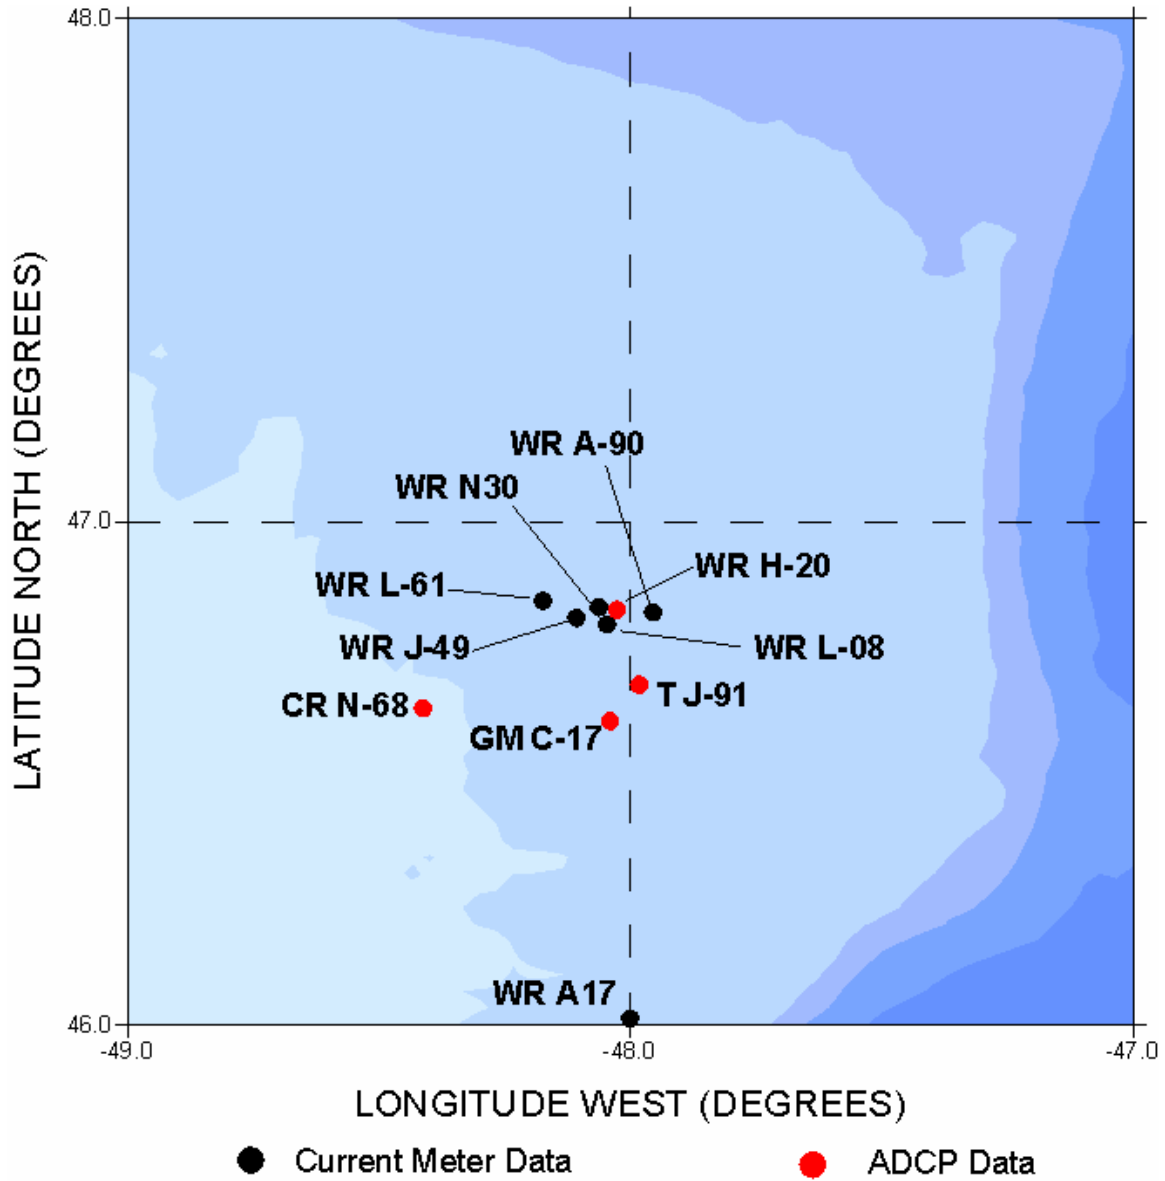 48.0
WR A-90
WR N30
47.0
WR H-20
WR L-61
WR J-49
WR L-08
CR N-68
T J-91
GM C-17
WR A17
46.0
-49.0
-48.0
-47.0
LATITUDE NORTH (DEGREES)
LONGITUDE WEST (DEGREES)
Current Meter Data
ADCP Data